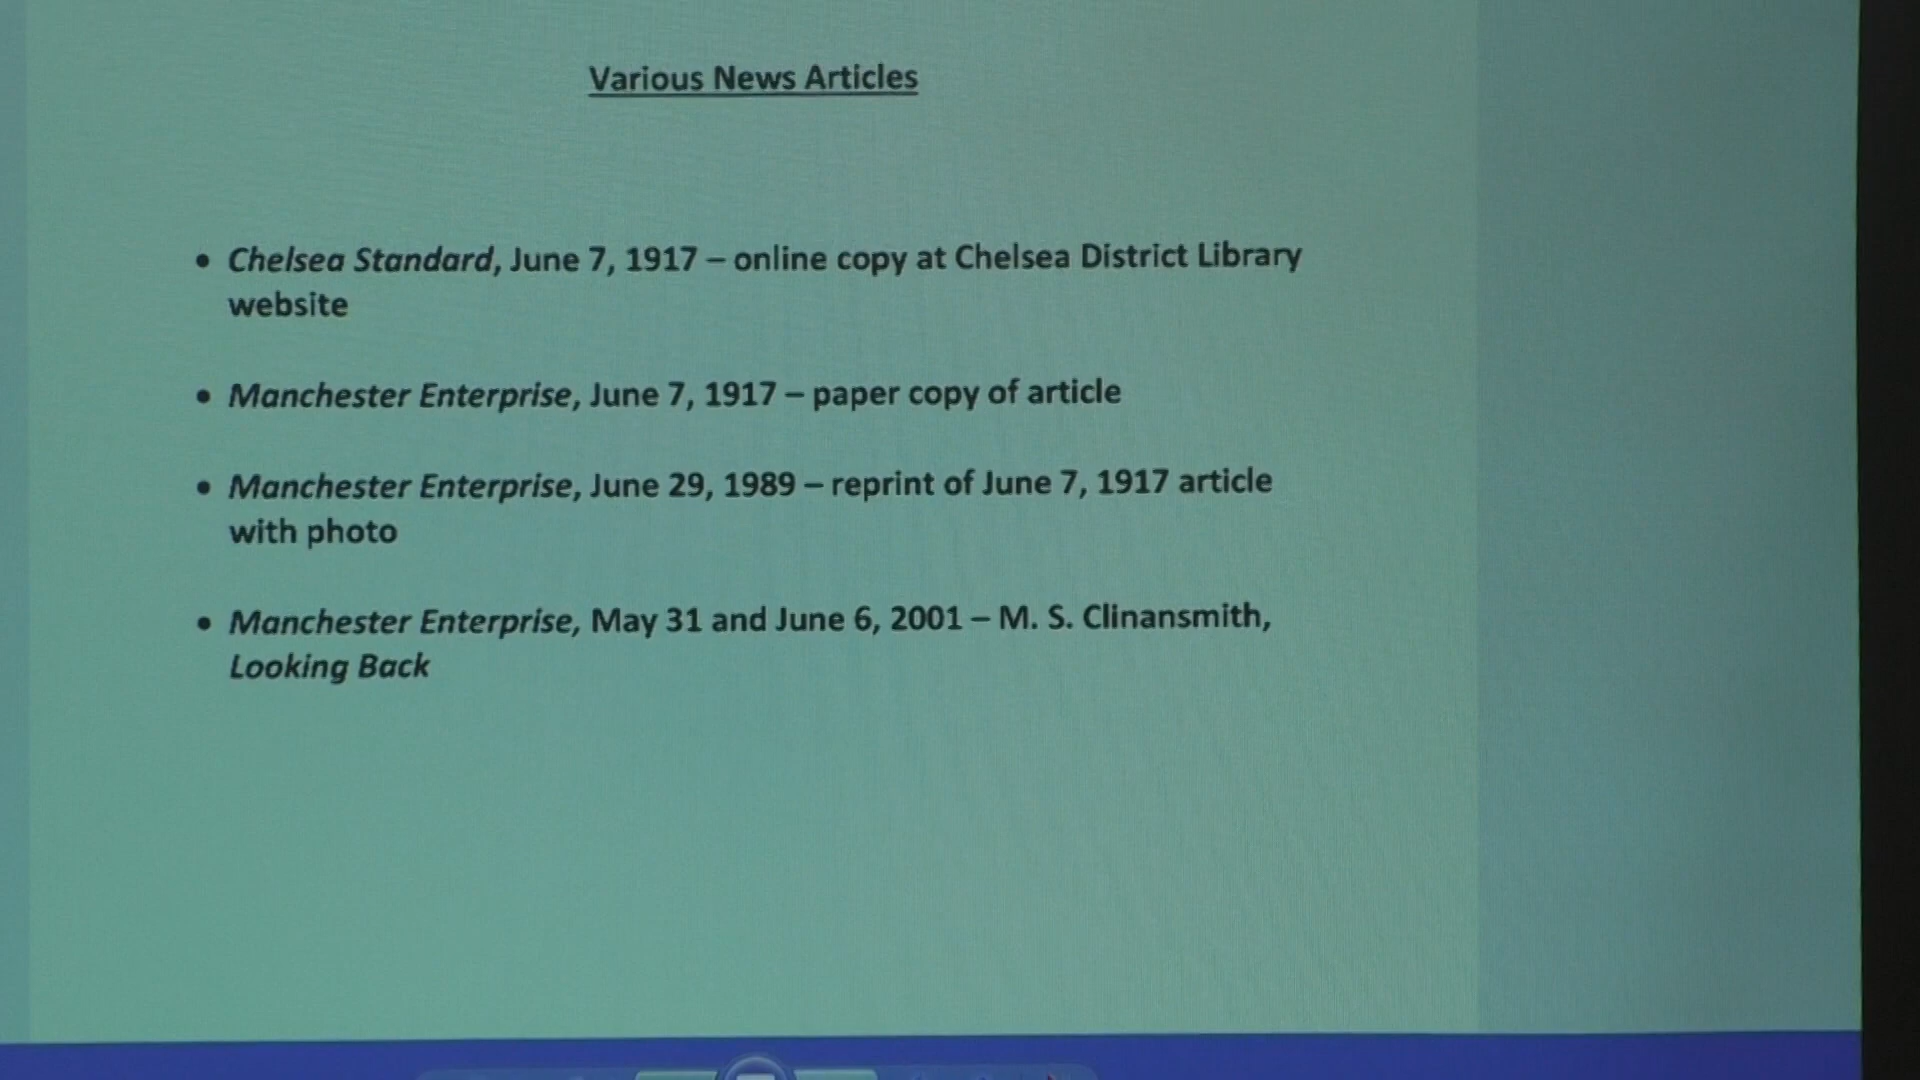 Various News Articles
• Chelsea Standard, June 7, 1917 – online copy at Chelsea District Library
website
• Manchester Enterprise, June 7, 1917 – paper copy of article
• Manchester Enterprise, June 29, 1989 – reprint of June 7, 1917 article
with photo
• Manchester Enterprise, May 31 and June 6, 2001 – M. S. Clinansmith,
Looking Back